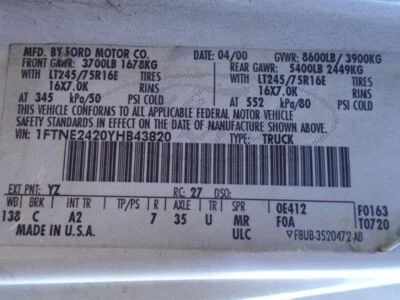 MFD. BY FORD MOTOR CO. DATE: 04/00 GVWR: 8600LB/ 3900KG
FRONT GAWR: 3700LB 1678KG REAR GAWR: 5400LB 2449KG
WITH LT245/75R16E TIRES WITH LT245/75R16E TIRES
16X7.0K RIMS 16X7.0K RIMS
AT 345 kPa/50 PSI COLD AT 552 kPa/80 PSI COLD
THIS VEHICLE CONFORMS TO ALL APPLICABLE FEDERAL MOTOR VEHICLE
SAFETY STANDARDS IN EFFECT ON THE DATE OF MANUFACTURE SHOWN ABOVE.
VIN: 1FTNE2420YHB43820 TYPE: TRUCK
EXT PNT: YZ RC: 27 DSO:
WB BRK INT TR TP/PS R AXLE TR SPR 0E412 F0163
138 C A2 7 35 U MR F0A T0720
MADE IN U.S.A. ULC F8UB-3520472-AB